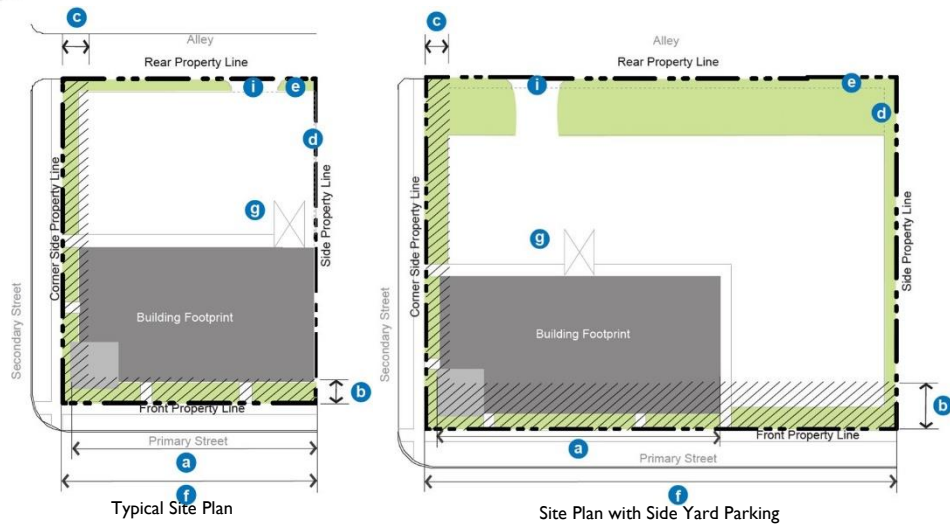 c
Alley
Rear Property Line
i
e
d
Corner Side Property Line
Side Property Line
g
Building Footprint
Secondary Street
b
Front Property Line
Primary Street
a
f
Typical Site Plan
c
Alley
Rear Property Line
i
e
d
Corner Side Property Line
Side Property Line
g
Building Footprint
Secondary Street
b
Front Property Line
a
Primary Street
f
Site Plan with Side Yard Parking